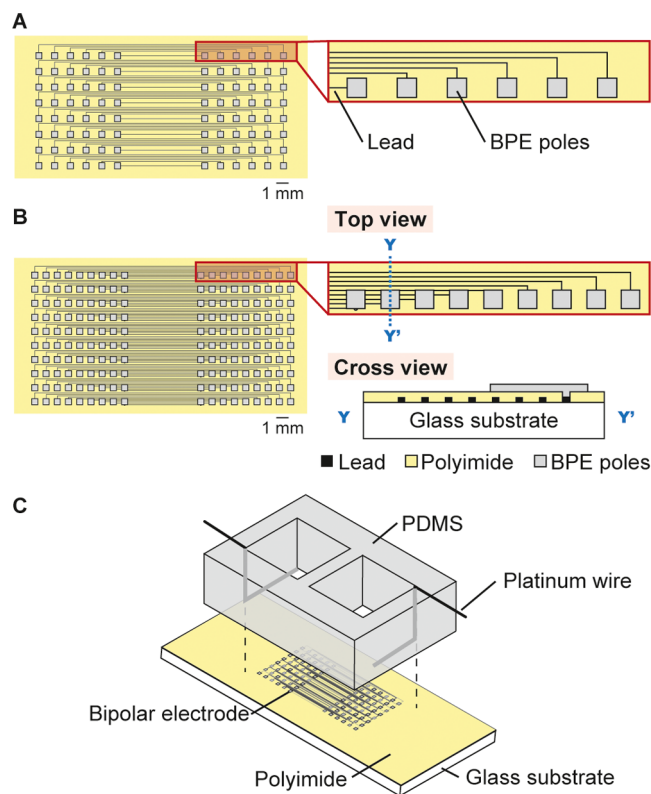 A
Lead
BPE poles
1 mm
B
Top view
Y
Y'
Cross view
Y
Glass substrate
Y'
1 mm
Lead
Polyimide
BPE poles
C
PDMS
Platinum wire
Bipolar electrode
Polyimide
Glass substrate